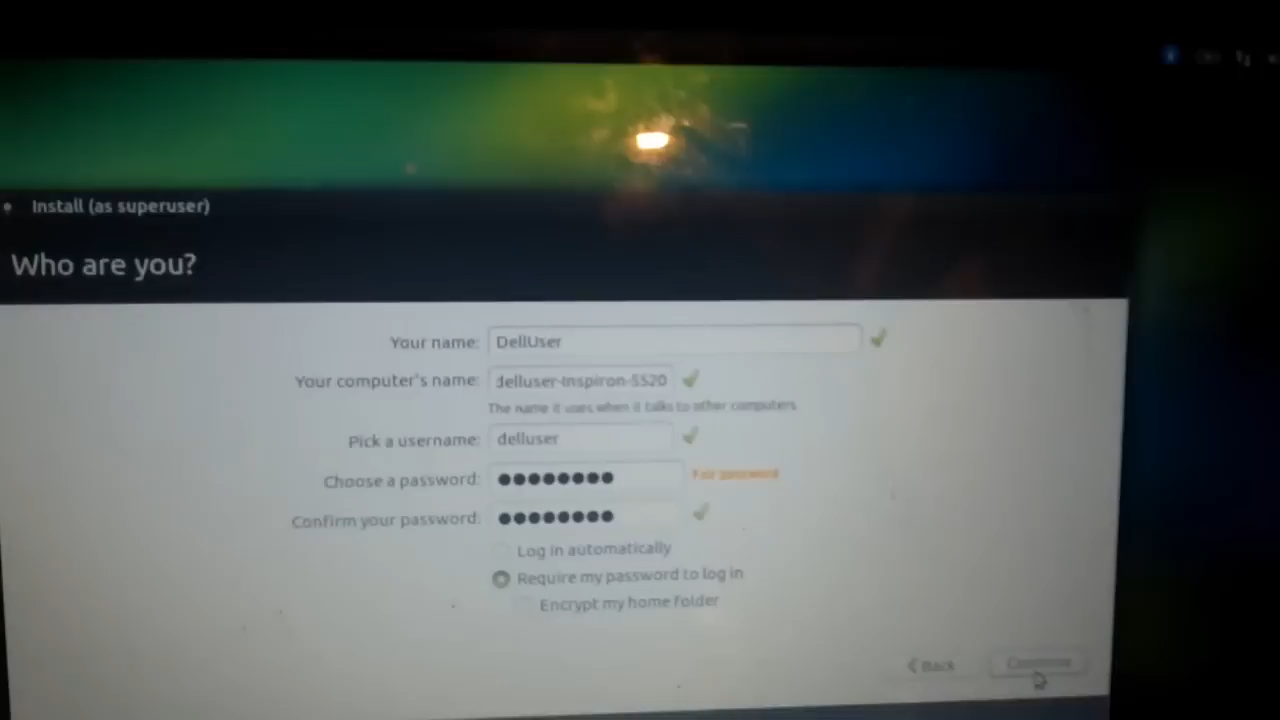 Install (as superuser)
Who are you?
Your name: DellUser
Your computer's name: delluser-Inspiron-5520
The name it uses when it talks to other computers.
Pick a username: delluser
Choose a password: ●●●●●●●● Fair password
Confirm your password: ●●●●●●●●
Log in automatically
Require my password to log in
Encrypt my home folder
Back Continue